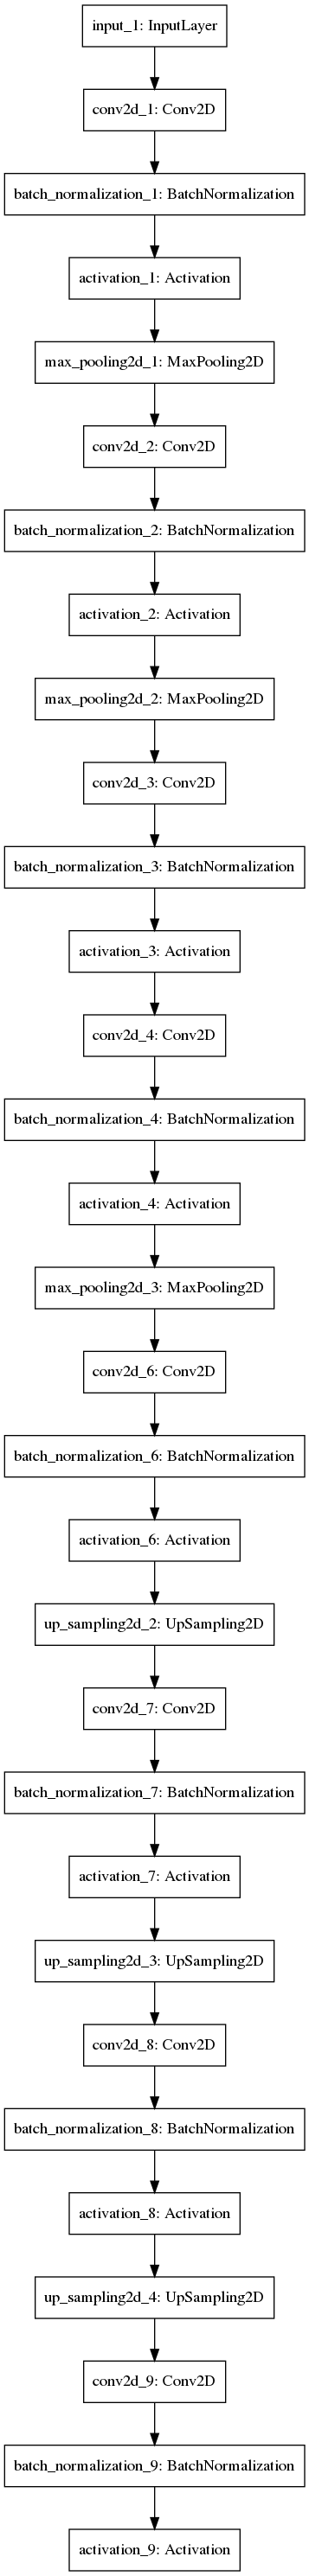 input_1: InputLayer
conv2d_1: Conv2D
batch_normalization_1: BatchNormalization
activation_1: Activation
max_pooling2d_1: MaxPooling2D
conv2d_2: Conv2D
batch_normalization_2: BatchNormalization
activation_2: Activation
max_pooling2d_2: MaxPooling2D
conv2d_3: Conv2D
batch_normalization_3: BatchNormalization
activation_3: Activation
conv2d_4: Conv2D
batch_normalization_4: BatchNormalization
activation_4: Activation
max_pooling2d_3: MaxPooling2D
conv2d_6: Conv2D
batch_normalization_6: BatchNormalization
activation_6: Activation
up_sampling2d_2: UpSampling2D
conv2d_7: Conv2D
batch_normalization_7: BatchNormalization
activation_7: Activation
up_sampling2d_3: UpSampling2D
conv2d_8: Conv2D
batch_normalization_8: BatchNormalization
activation_8: Activation
up_sampling2d_4: UpSampling2D
conv2d_9: Conv2D
batch_normalization_9: BatchNormalization
activation_9: Activation